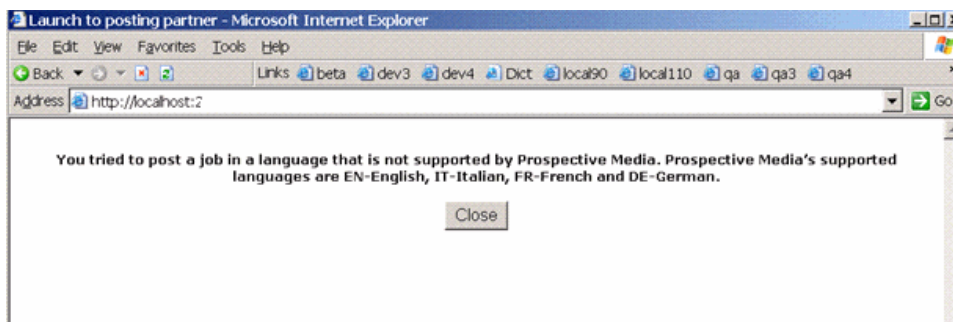 Launch to posting partner - Microsoft Internet Explorer
File Edit View Favorites Tools Help
Back Links beta dev3 dev4 Dict local90 local110 qa qa3 qa4
Address http://localhost:2 Go
You tried to post a job in a language that is not supported by Prospective Media. Prospective Media's supported
languages are EN-English, IT-Italian, FR-French and DE-German.
Close